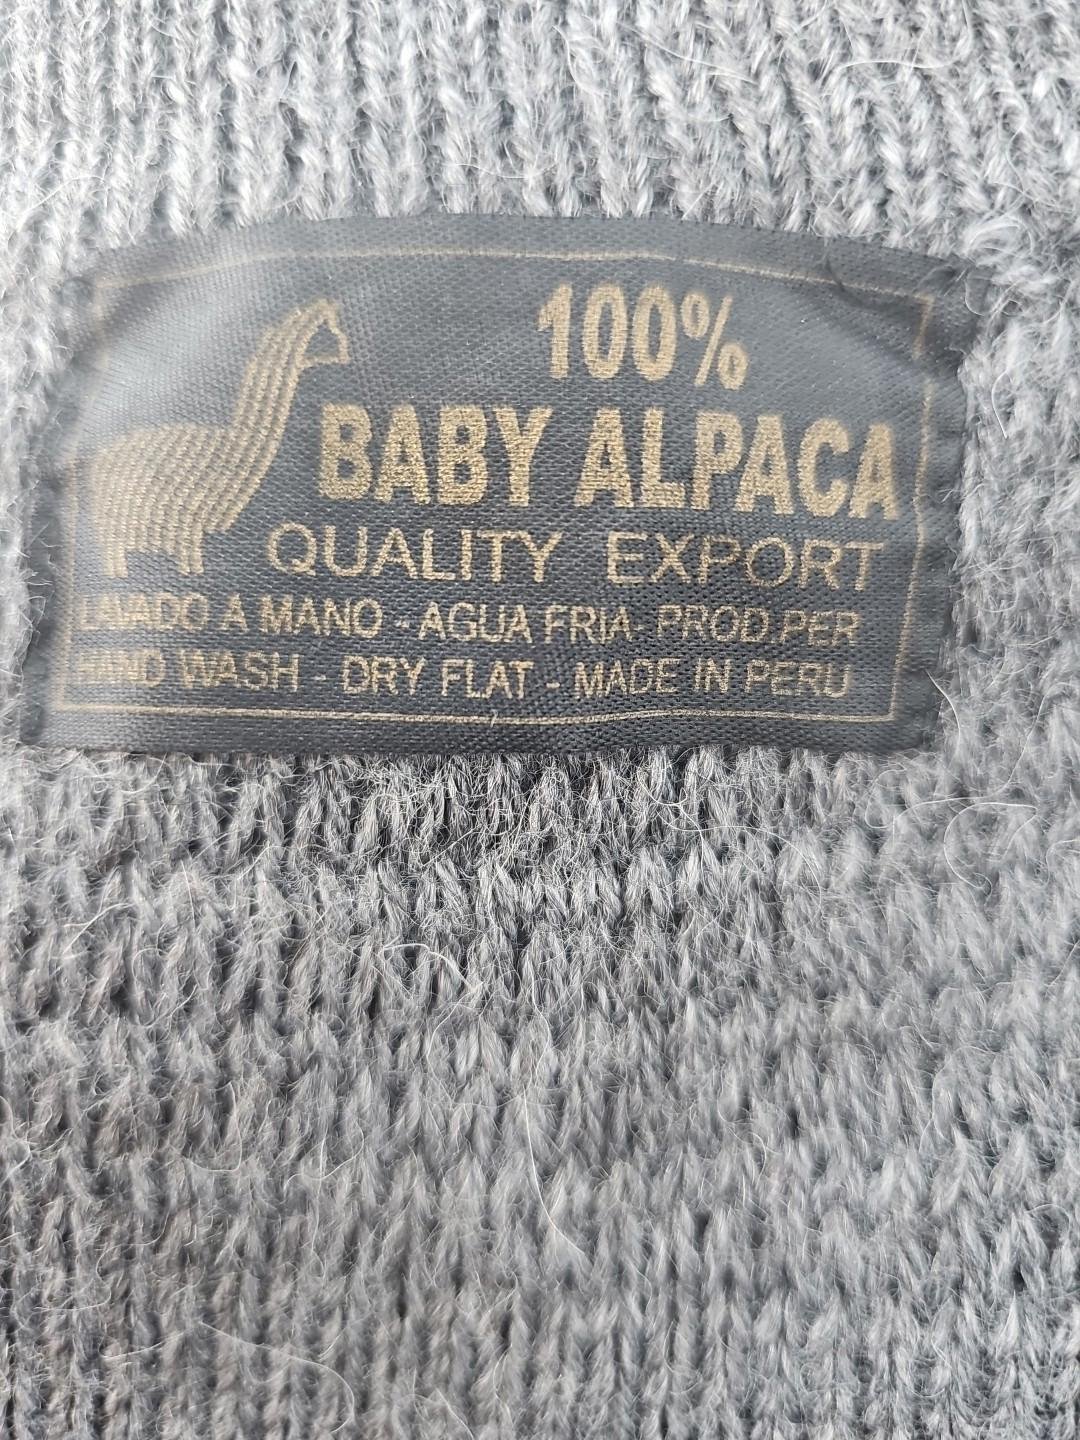 100%
BABY ALPACA
QUALITY EXPORT
LAVADO A MANO - AGUA FRIA- PROD.PER
HAND WASH - DRY FLAT - MADE IN PERU